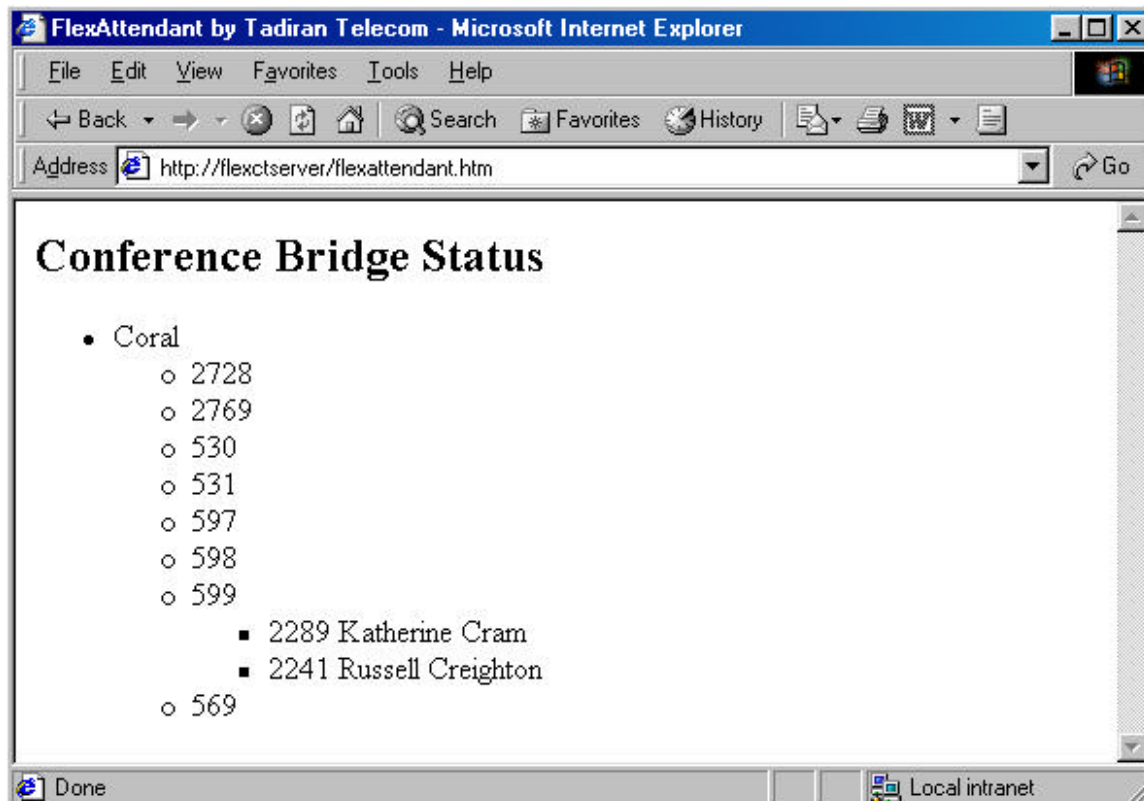 FlexAttendant by Tadiran Telecom - Microsoft Internet Explorer
File Edit View Favorites Tools Help
Back Search Favorites History
Address http://flexctserver/flexattendant.htm Go
Conference Bridge Status
Coral
2728
2769
530
531
597
598
599
2289 Katherine Cram
2241 Russell Creighton
569
Done Local intranet